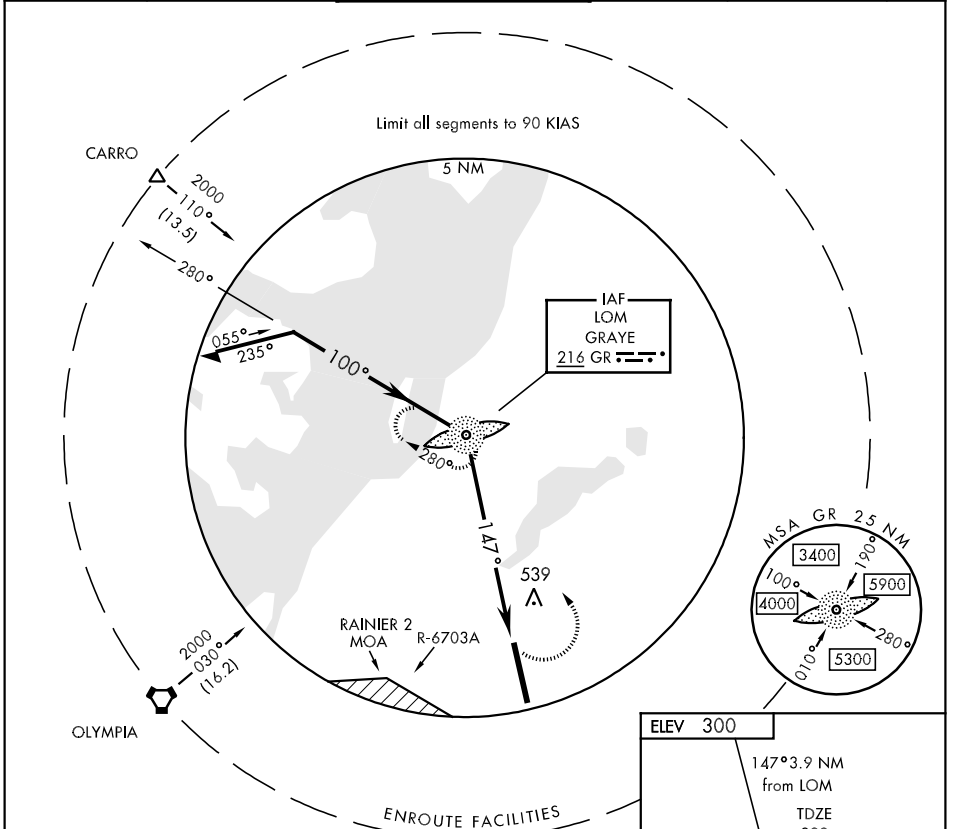 Limit all segments to 90 KIAS
CARRO
5 NM
2000
110°
(13.5)
280°
IAF
LOM
GRAYE
216 GR
055°
235°
100°
280°
147°
539
MSA GR 25 NM
3400
190°
100°
5900
4000
280°
010°
5300
RAINIER 2
MOA
R-6703A
2000
030°
(16.2)
OLYMPIA
ELEV 300
147° 3.9 NM
from LOM
TDZE
ENROUTE FACILITIES